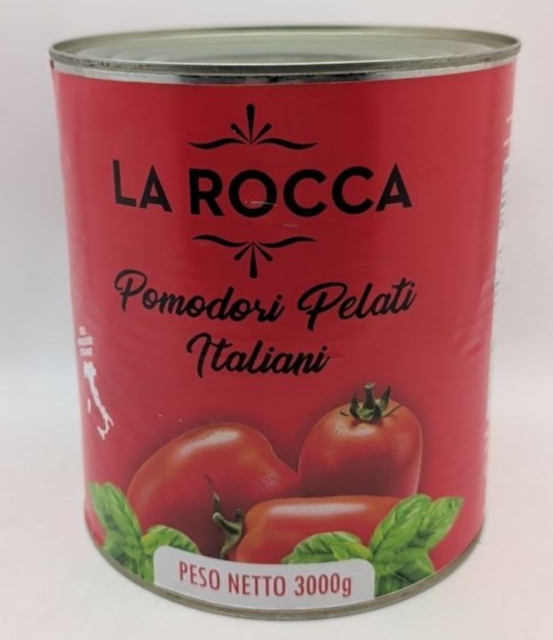 LA ROCCA
Pomodori Pelati
Italiani
PESO NETTO 3000g